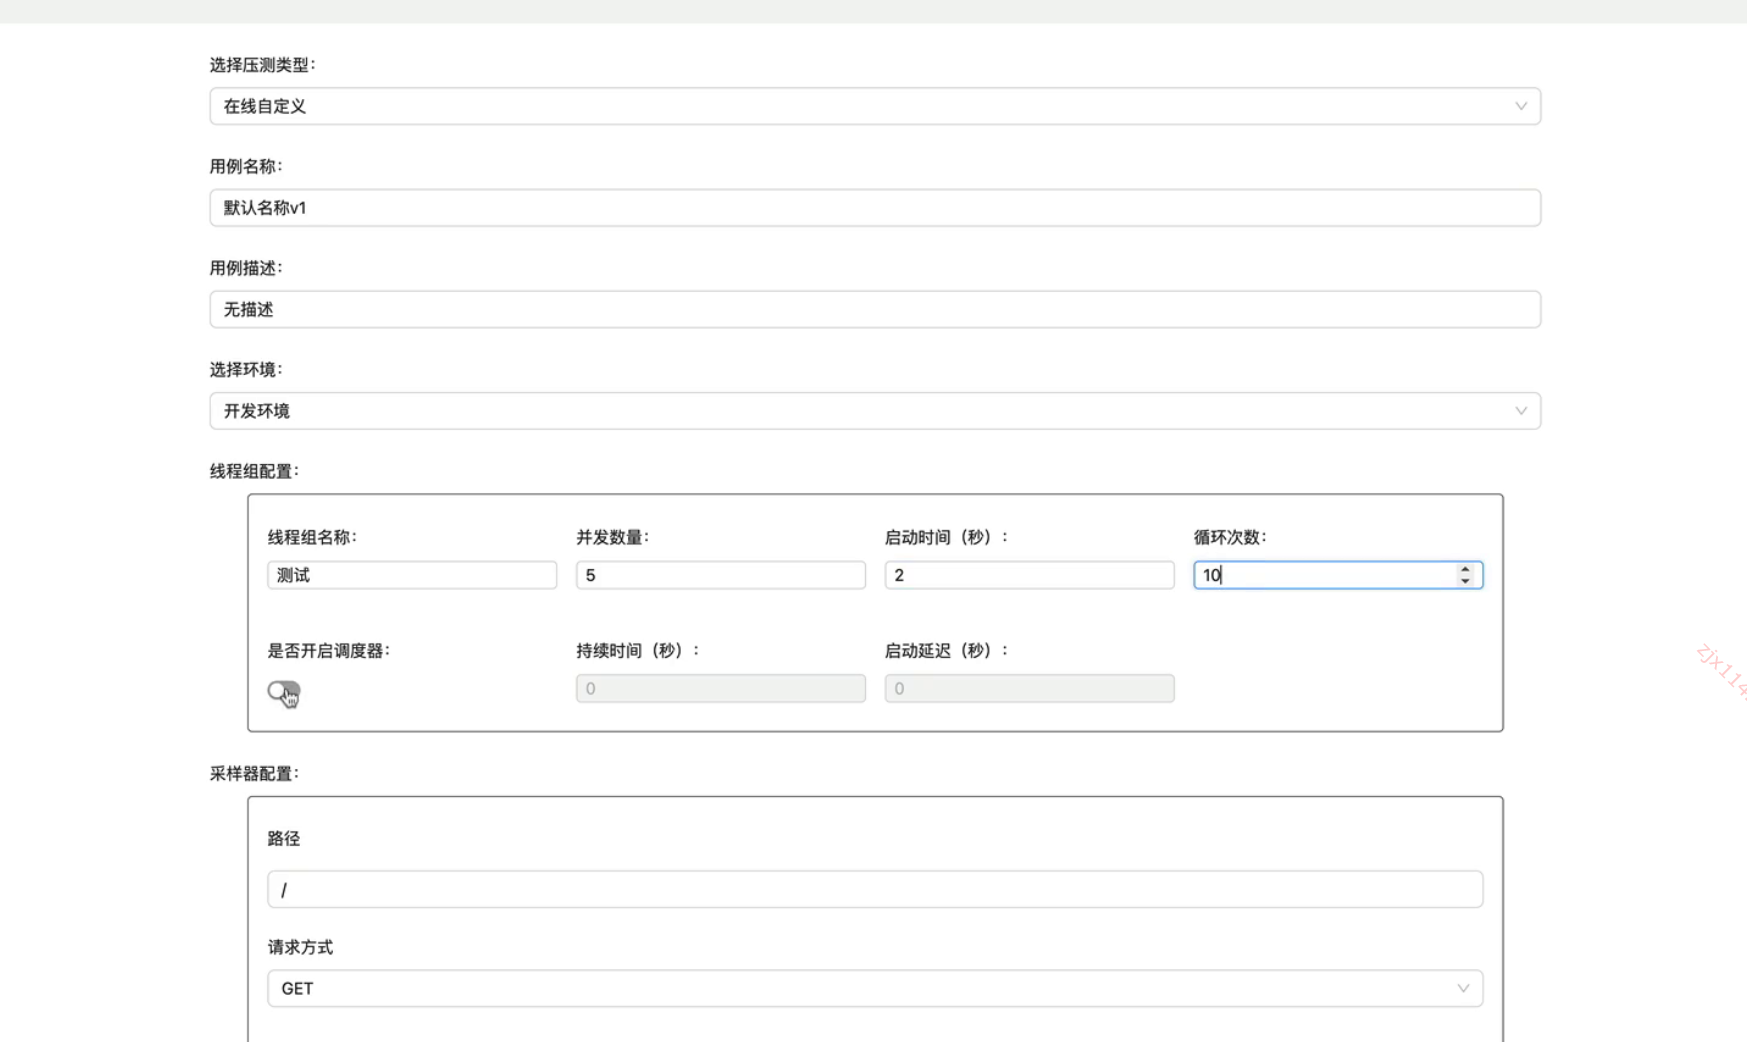 选择压测类型:
在线自定义
用例名称:
默认名称v1
用例描述:
无描述
选择环境:
开发环境
线程组配置:
线程组名称: 并发数量: 启动时间（秒）: 循环次数:
测试 5 2 10
是否开启调度器: 持续时间（秒）: 启动延迟（秒）:
0 0
采样器配置:
路径
/
请求方式
GET